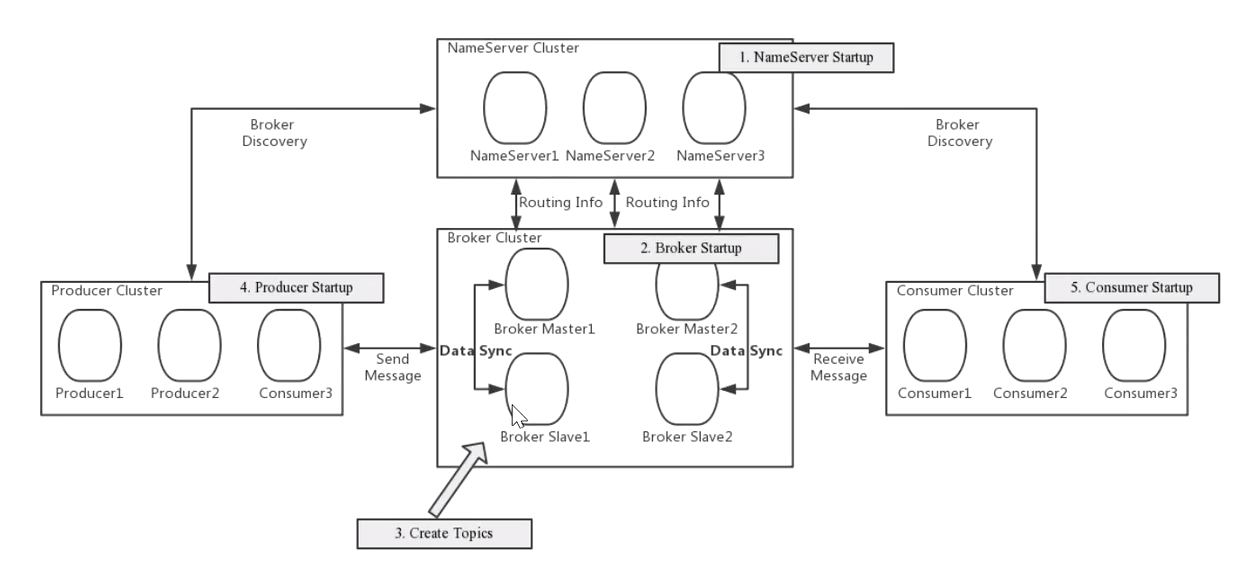 NameServer Cluster
1. NameServer Startup
NameServer1 NameServer2 NameServer3
Broker
Discovery
Broker
Discovery
Routing Info Routing Info
Broker Cluster
2. Broker Startup
Broker Master1 Broker Master2
Data Sync Data Sync
Broker Slave1 Broker Slave2
Producer Cluster
4. Producer Startup
Producer1 Producer2 Consumer3
Send
Message
Receive
Message
Consumer Cluster
5. Consumer Startup
Consumer1 Consumer2 Consumer3
3. Create Topics